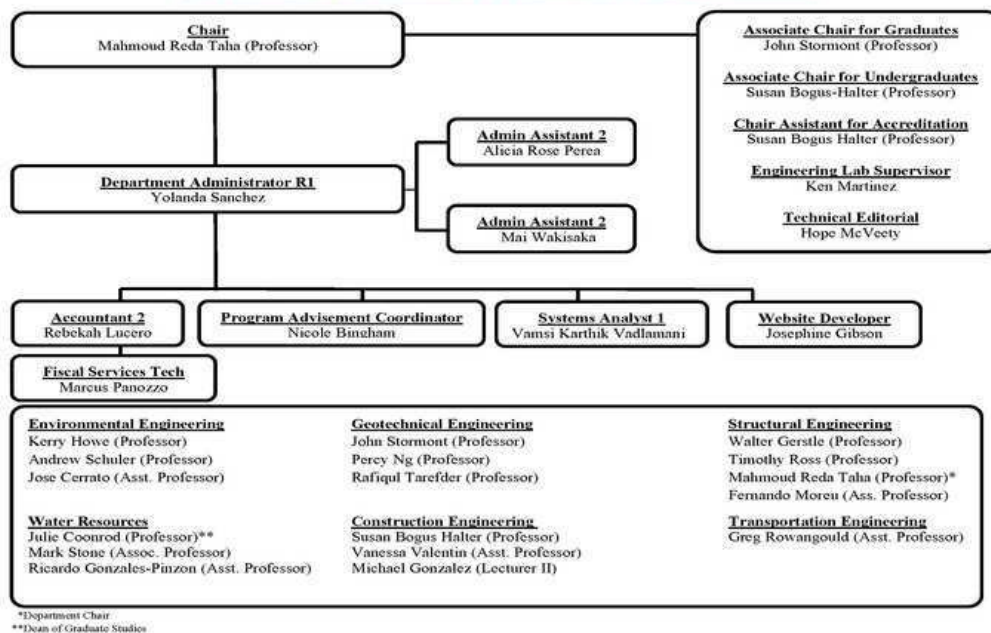 Chair
Mahmoud Reda Taha (Professor)
Associate Chair for Graduates
John Stormont (Professor)
Associate Chair for Undergraduates
Susan Bogus-Halter (Professor)
Chair Assistant for Accreditation
Susan Bogus Halter (Professor)
Engineering Lab Supervisor
Ken Martinez
Technical Editorial
Hope McVeety
Admin Assistant 2
Alicia Rose Perea
Department Administrator R1
Yolanda Sanchez
Admin Assistant 2
Mai Wakisaka
Accountant 2
Rebekah Lucero
Program Advisement Coordinator
Nicole Bingham
Systems Analyst 1
Vamsi Karthik Vadlamani
Website Developer
Josephine Gibson
Fiscal Services Tech
Marcus Panozzo
Environmental Engineering
Kerry Howe (Professor)
Andrew Schuler (Professor)
Jose Cerrato (Asst. Professor)
Geotechnical Engineering
John Stormont (Professor)
Percy Ng (Professor)
Rafiqul Tarefder (Professor)
Structural Engineering
Walter Gerstle (Professor)
Timothy Ross (Professor)
Mahmoud Reda Taha (Professor)*
Fernando Moreu (Ass. Professor)
Water Resources
Julie Coonrod (Professor)**
Mark Stone (Assoc. Professor)
Ricardo Gonzales-Pinzon (Asst. Professor)
Construction Engineering
Susan Bogus Halter (Professor)
Vanessa Valentin (Asst. Professor)
Michael Gonzalez (Lecturer II)
Transportation Engineering
Greg Rowangould (Asst. Professor)
*Department Chair
**Dean of Graduate Studies